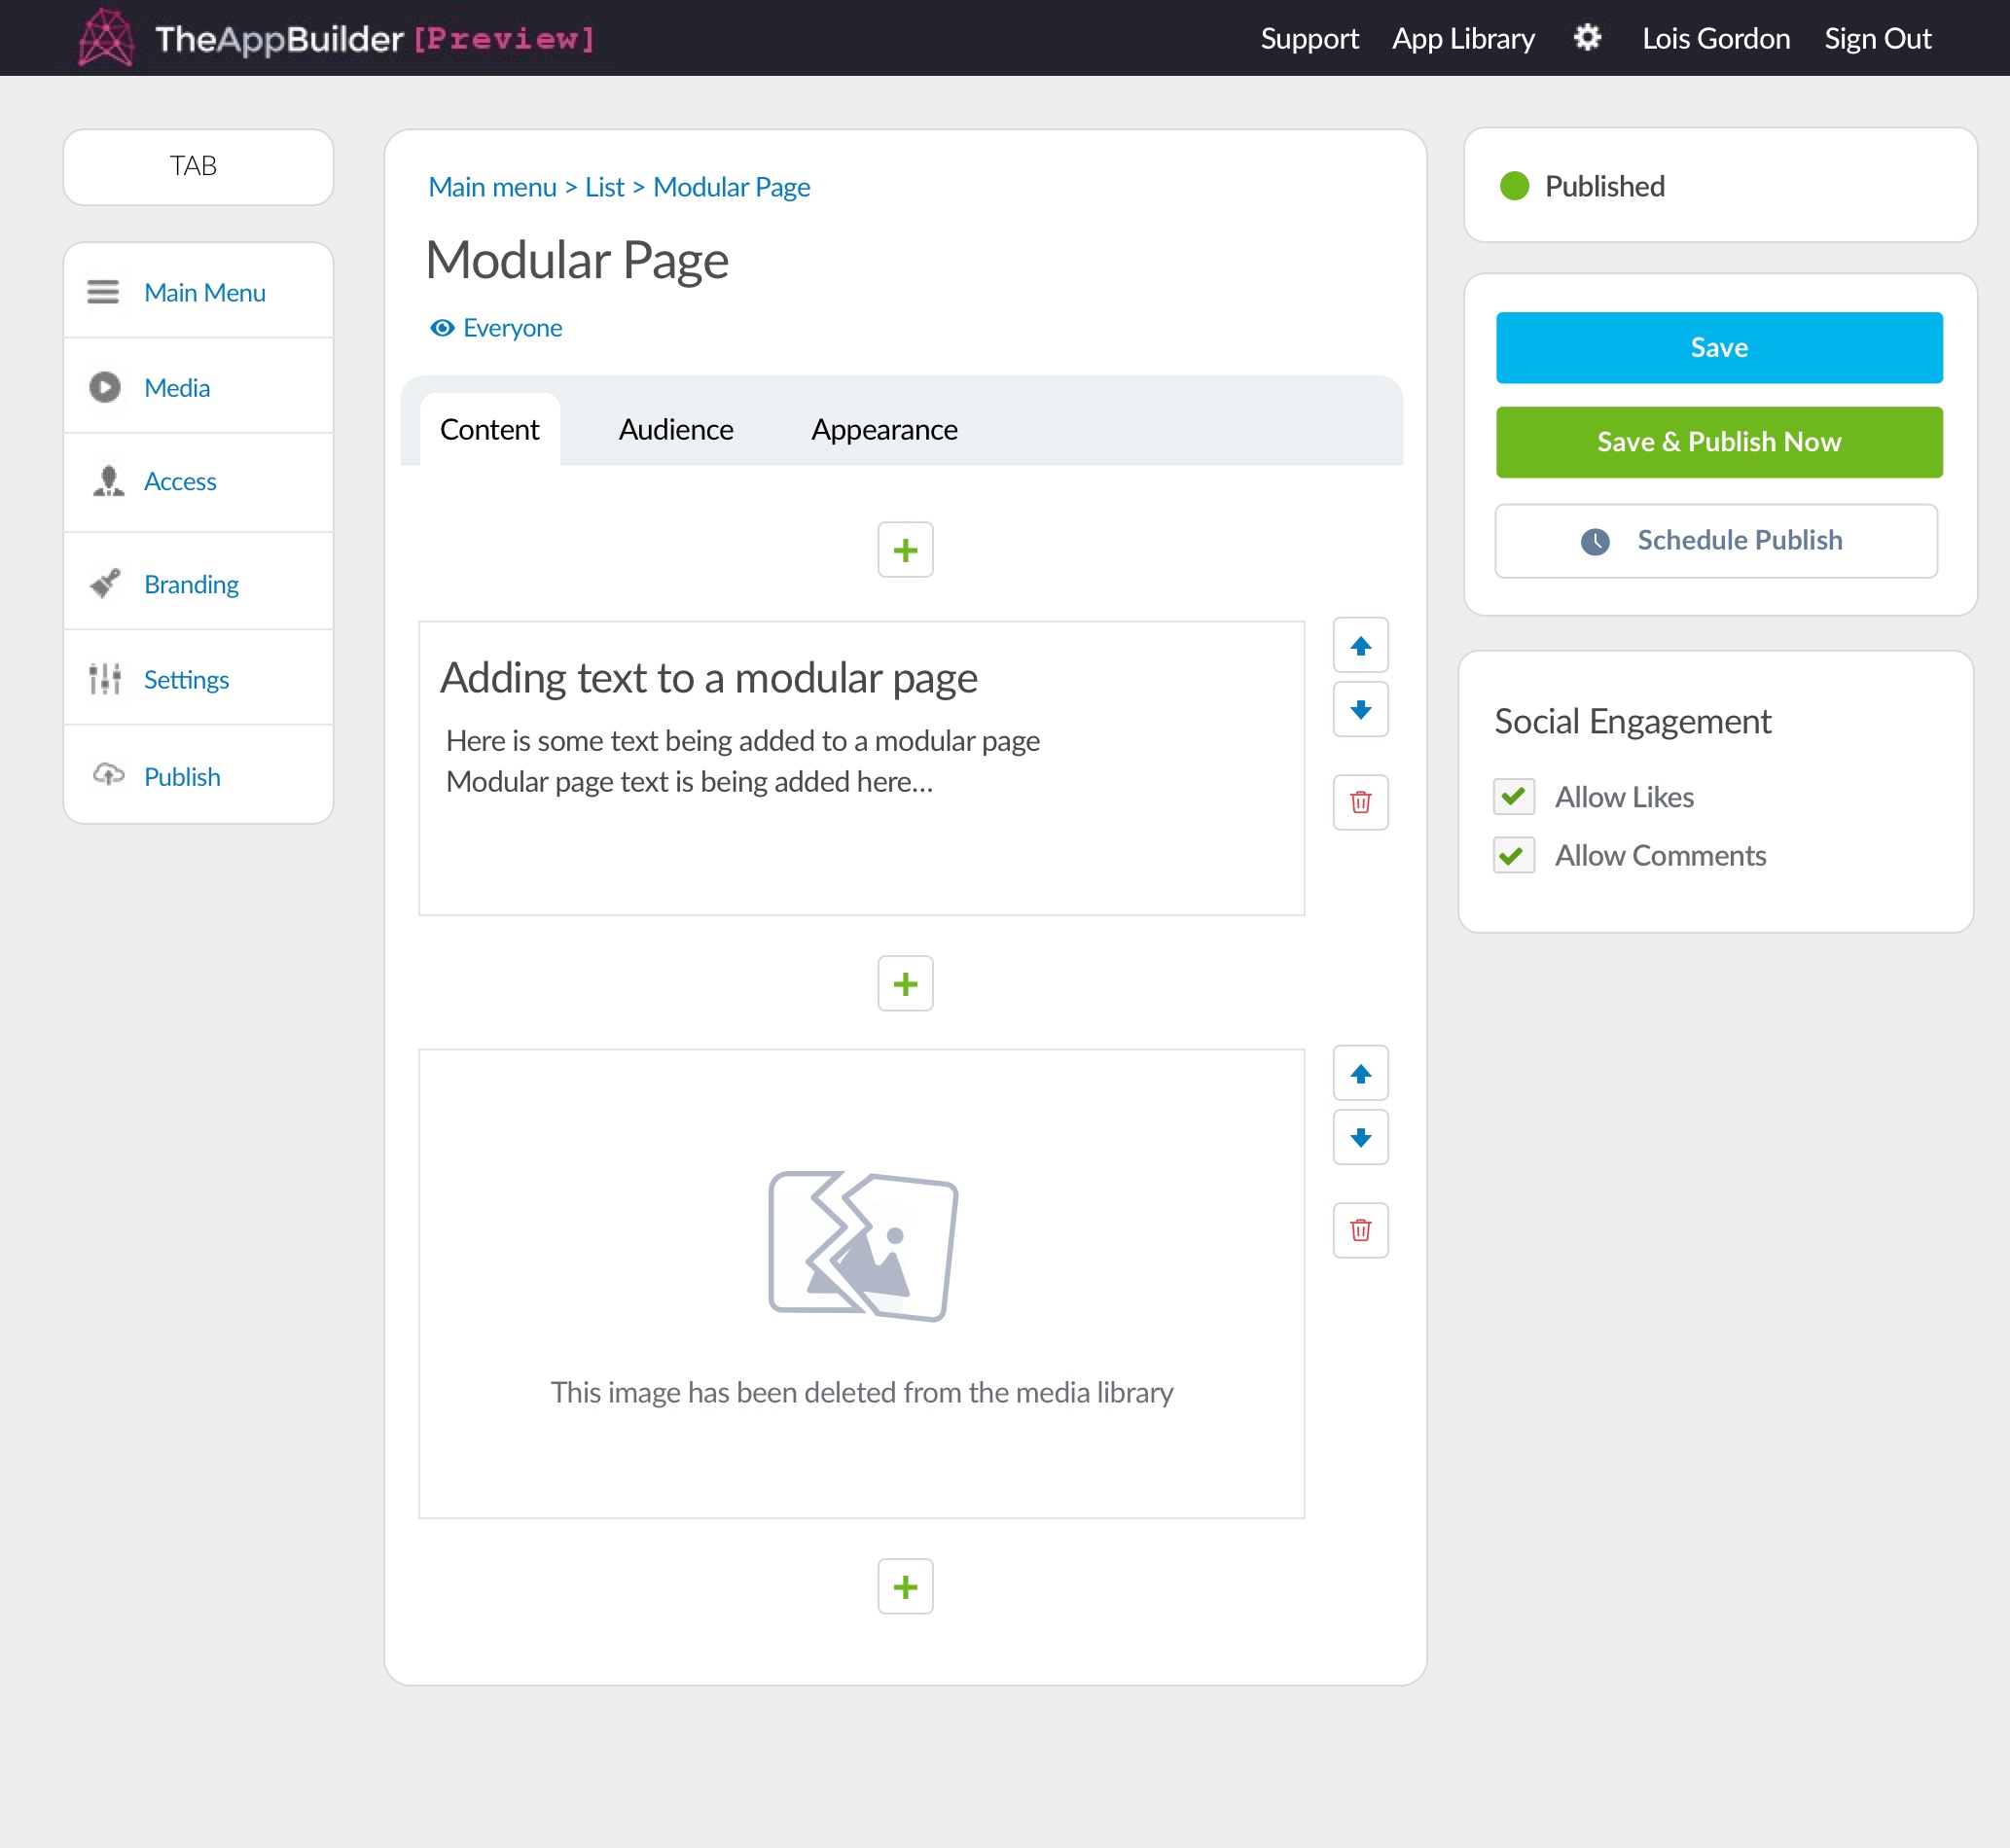 TheAppBuilder [Preview]
Support App Library Lois Gordon Sign Out
TAB
Main Menu
Media
Access
Branding
Settings
Publish
Main menu > List > Modular Page
Modular Page
Everyone
Content Audience Appearance
Adding text to a modular page
Here is some text being added to a modular page
Modular page text is being added here...
This image has been deleted from the media library
Published
Save
Save & Publish Now
Schedule Publish
Social Engagement
Allow Likes
Allow Comments